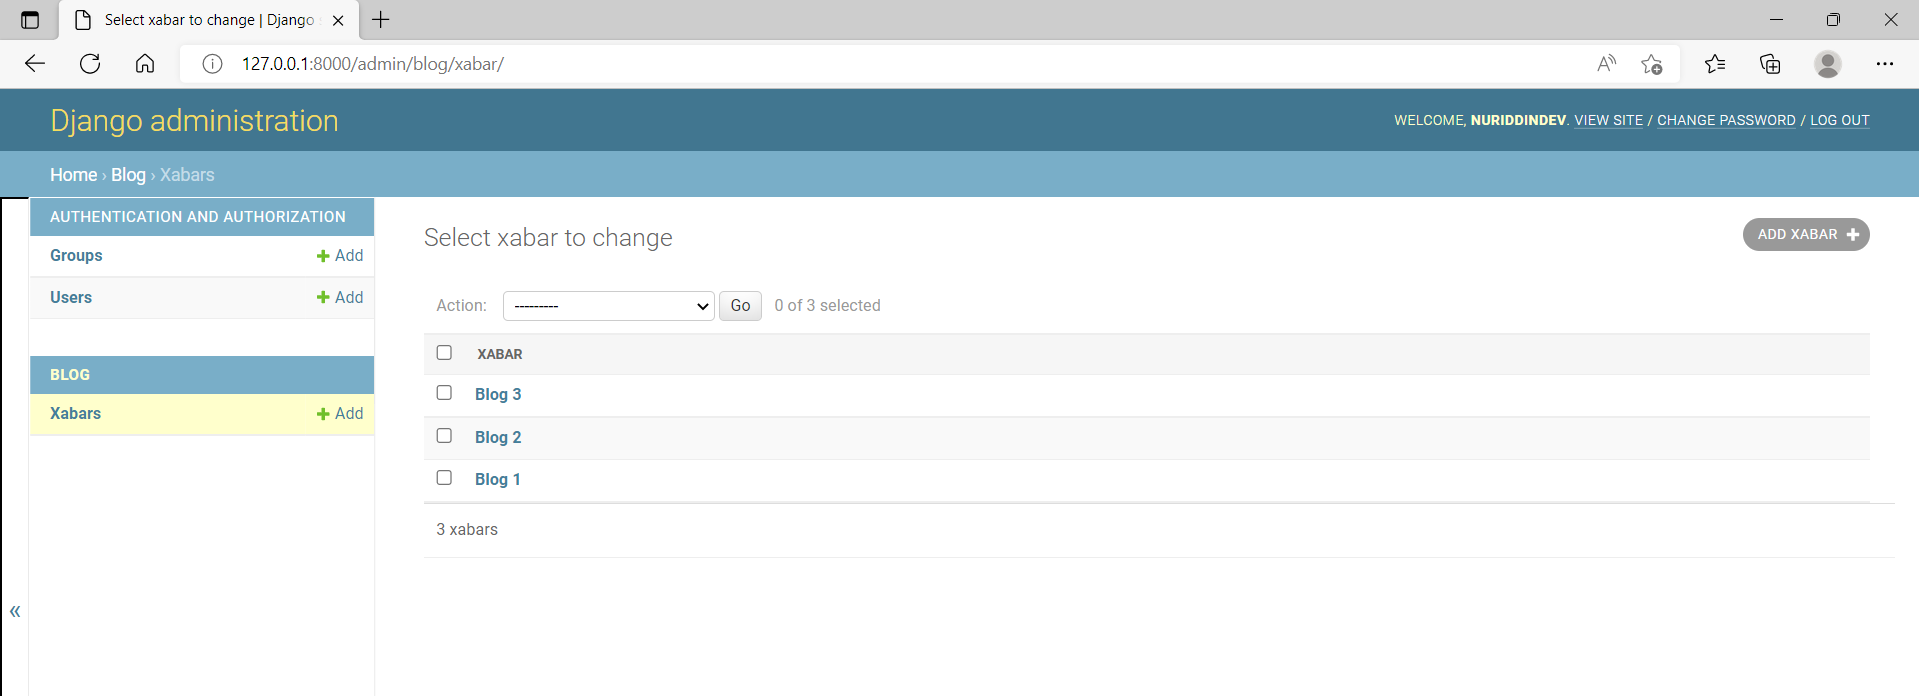 Select xabar to change | Django
127.0.0.1:8000/admin/blog/xabar/
Django administration
WELCOME, NURIDDINDEV. VIEW SITE / CHANGE PASSWORD / LOG OUT
Home › Blog › Xabars
AUTHENTICATION AND AUTHORIZATION
Groups + Add
Users + Add
BLOG
Xabars + Add
«
Select xabar to change
ADD XABAR +
Action: --------- Go 0 of 3 selected
XABAR
Blog 3
Blog 2
Blog 1
3 xabars